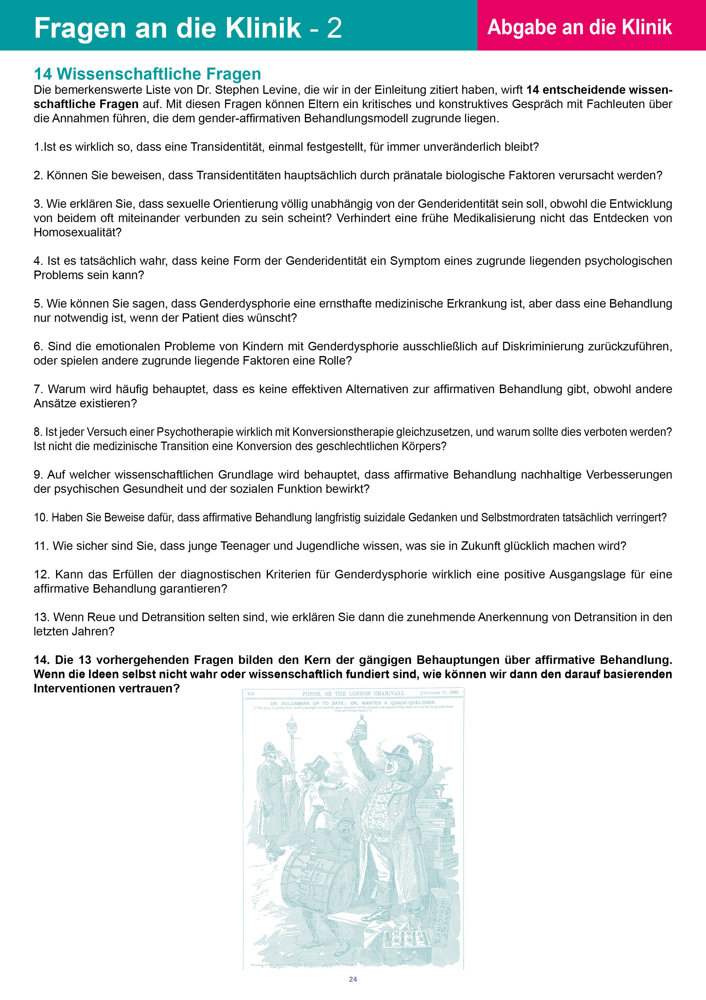 Fragen an die Klinik - 2
Abgabe an die Klinik
14 Wissenschaftliche Fragen
Die bemerkenswerte Liste von Dr. Stephen Levine, die wir in der Einleitung zitiert haben, wirft 14 entscheidende wissen-
schaftliche Fragen auf. Mit diesen Fragen können Eltern ein kritisches und konstruktives Gespräch mit Fachleuten über
die Annahmen führen, die dem gender-affirmativen Behandlungsmodell zugrunde liegen.
1.Ist es wirklich so, dass eine Transidentität, einmal festgestellt, für immer unveränderlich bleibt?
2. Können Sie beweisen, dass Transidentitäten hauptsächlich durch pränatale biologische Faktoren verursacht werden?
3. Wie erklären Sie, dass sexuelle Orientierung völlig unabhängig von der Genderidentität sein soll, obwohl die Entwicklung
von beidem oft miteinander verbunden zu sein scheint? Verhindert eine frühe Medikalisierung nicht das Entdecken von
Homosexualität?
4. Ist es tatsächlich wahr, dass keine Form der Genderidentität ein Symptom eines zugrunde liegenden psychologischen
Problems sein kann?
5. Wie können Sie sagen, dass Genderdysphorie eine ernsthafte medizinische Erkrankung ist, aber dass eine Behandlung
nur notwendig ist, wenn der Patient dies wünscht?
6. Sind die emotionalen Probleme von Kindern mit Genderdysphorie ausschließlich auf Diskriminierung zurückzuführen,
oder spielen andere zugrunde liegende Faktoren eine Rolle?
7. Warum wird häufig behauptet, dass es keine effektiven Alternativen zur affirmativen Behandlung gibt, obwohl andere
Ansätze existieren?
8. Ist jeder Versuch einer Psychotherapie wirklich mit Konversionstherapie gleichzusetzen, und warum sollte dies verboten werden?
Ist nicht die medizinische Transition eine Konversion des geschlechtlichen Körpers?
9. Auf welcher wissenschaftlichen Grundlage wird behauptet, dass affirmative Behandlung nachhaltige Verbesserungen
der psychischen Gesundheit und der sozialen Funktion bewirkt?
10. Haben Sie Beweise dafür, dass affirmative Behandlung langfristig suizidale Gedanken und Selbstmordraten tatsächlich verringert?
11. Wie sicher sind Sie, dass junge Teenager und Jugendliche wissen, was sie in Zukunft glücklich machen wird?
12. Kann das Erfüllen der diagnostischen Kriterien für Genderdysphorie wirklich eine positive Ausgangslage für eine
affirmative Behandlung garantieren?
13. Wenn Reue und Detransition selten sind, wie erklären Sie dann die zunehmende Anerkennung von Detransition in den
letzten Jahren?
14. Die 13 vorhergehenden Fragen bilden den Kern der gängigen Behauptungen über affirmative Behandlung.
Wenn die Ideen selbst nicht wahr oder wissenschaftlich fundiert sind, wie können wir dann den darauf basierenden
Interventionen vertrauen?
218 PUNCH, OR THE LONDON CHARIVARI. [November 11, 1893.
DR. DULCAMARA UP TO DATE; OR, WANTED A QUACK-QUELCHER.
["The jury, in giving their verdict, strongly censured the gross ignorance of the accused, and regretted that there was no law to prevent them
from practising surgery."]
PILLS
OPIATES
FOOD
PILLS
24